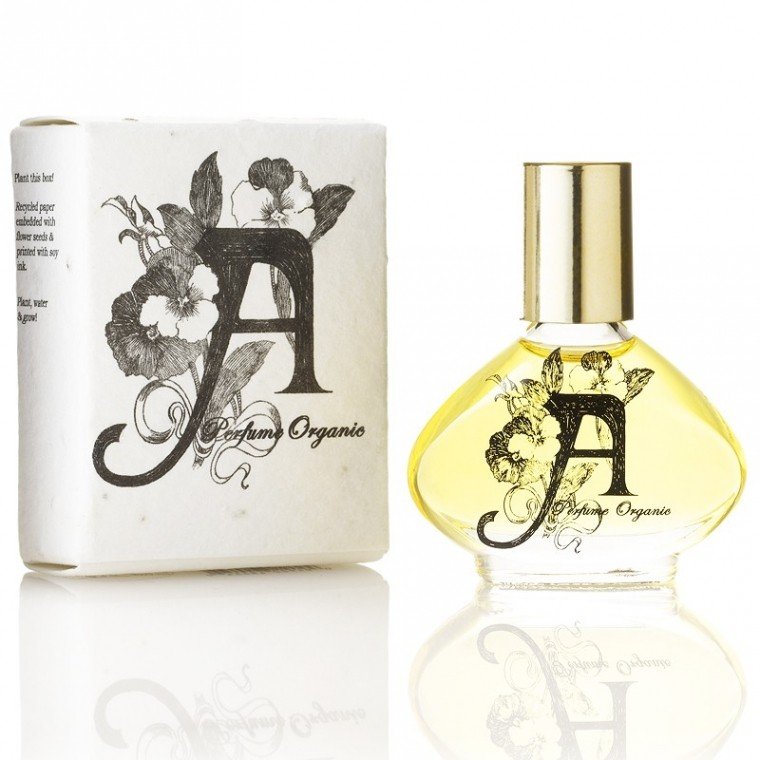 Plant this box!
Recycled paper
embedded with
flower seeds &
printed with soy
ink.
Plant, water
& grow!
A
Perfume Organic
A
Perfume Organic